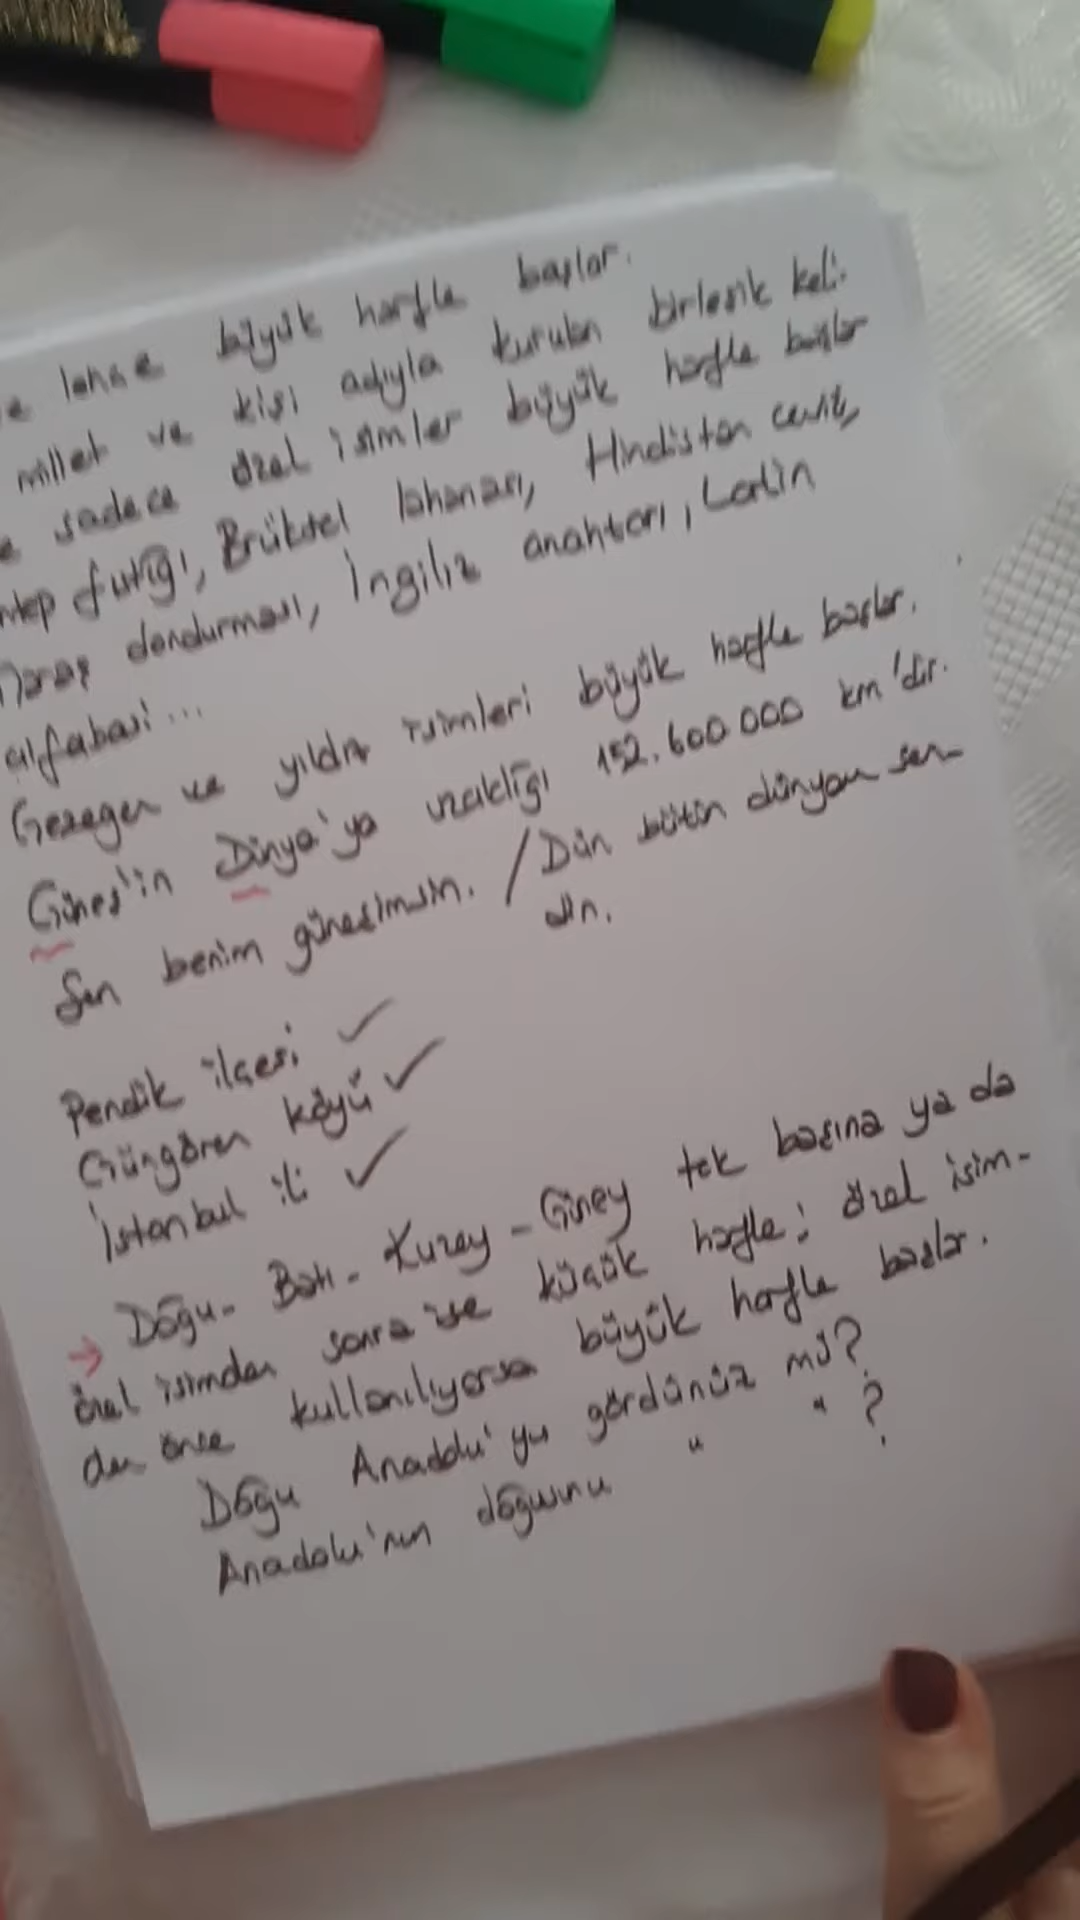 lehçe büyük harfle başlar.
millet ve kişi adıyla kurulan birleşik keli-
sadece özel isimler büyük harfle başlar
fıstığı, Brüksel lahanası, Hindistan cevizi,
Maraş dondurması, İngiliz anahtarı, Latin
alfabesi...
Gezegen ve yıldız isimleri büyük harfle başlar.
Güneş'in Dünya'ya uzaklığı 152.600.000 km'dir.
Sen benim güneşimsin. / Dün bütün dünyam sen-
din.
Pendik ilçesi ✓
Güngören köyü ✓
İstanbul ili ✓
→ Doğu - Batı - Kuzey - Güney tek başına ya da
özel isimden sonra ise küçük harfle; özel isim-
den önce kullanılıyorsa büyük harfle başlar.
Doğu Anadolu'yu gördünüz mü?
Anadolu'nun doğusunu " " ?